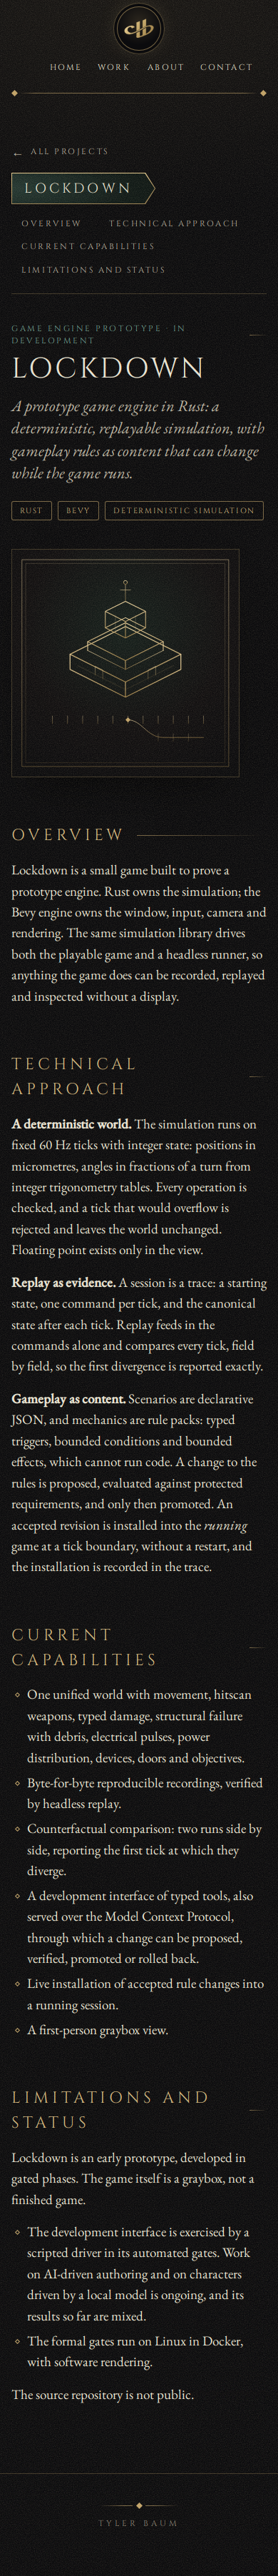 HOME WORK ABOUT CONTACT
← ALL PROJECTS
LOCKDOWN
OVERVIEW TECHNICAL APPROACH
CURRENT CAPABILITIES
LIMITATIONS AND STATUS
GAME ENGINE PROTOTYPE · IN
DEVELOPMENT
LOCKDOWN
A prototype game engine in Rust: a
deterministic, replayable simulation, with
gameplay rules as content that can change
while the game runs.
RUST BEVY DETERMINISTIC SIMULATION
OVERVIEW
Lockdown is a small game built to prove a
prototype engine. Rust owns the simulation; the
Bevy engine owns the window, input, camera and
rendering. The same simulation library drives
both the playable game and a headless runner, so
anything the game does can be recorded, replayed
and inspected without a display.
TECHNICAL
APPROACH
A deterministic world. The simulation runs on
fixed 60 Hz ticks with integer state: positions in
micrometres, angles in fractions of a turn from
integer trigonometry tables. Every operation is
checked, and a tick that would overflow is
rejected and leaves the world unchanged.
Floating point exists only in the view.
Replay as evidence. A session is a trace: a starting
state, one command per tick, and the canonical
state after each tick. Replay feeds in the
commands alone and compares every tick, field
by field, so the first divergence is reported exactly.
Gameplay as content. Scenarios are declarative
JSON, and mechanics are rule packs: typed
triggers, bounded conditions and bounded
effects, which cannot run code. A change to the
rules is proposed, evaluated against protected
requirements, and only then promoted. An
accepted revision is installed into the running
game at a tick boundary, without a restart, and
the installation is recorded in the trace.
CURRENT
CAPABILITIES
One unified world with movement, hitscan
weapons, typed damage, structural failure
with debris, electrical pulses, power
distribution, devices, doors and objectives.
Byte-for-byte reproducible recordings, verified
by headless replay.
Counterfactual comparison: two runs side by
side, reporting the first tick at which they
diverge.
A development interface of typed tools, also
served over the Model Context Protocol,
through which a change can be proposed,
verified, promoted or rolled back.
Live installation of accepted rule changes into
a running session.
A first-person graybox view.
LIMITATIONS AND
STATUS
Lockdown is an early prototype, developed in
gated phases. The game itself is a graybox, not a
finished game.
The development interface is exercised by a
scripted driver in its automated gates. Work
on AI-driven authoring and on characters
driven by a local model is ongoing, and its
results so far are mixed.
The formal gates run on Linux in Docker,
with software rendering.
The source repository is not public.
TYLER BAUM